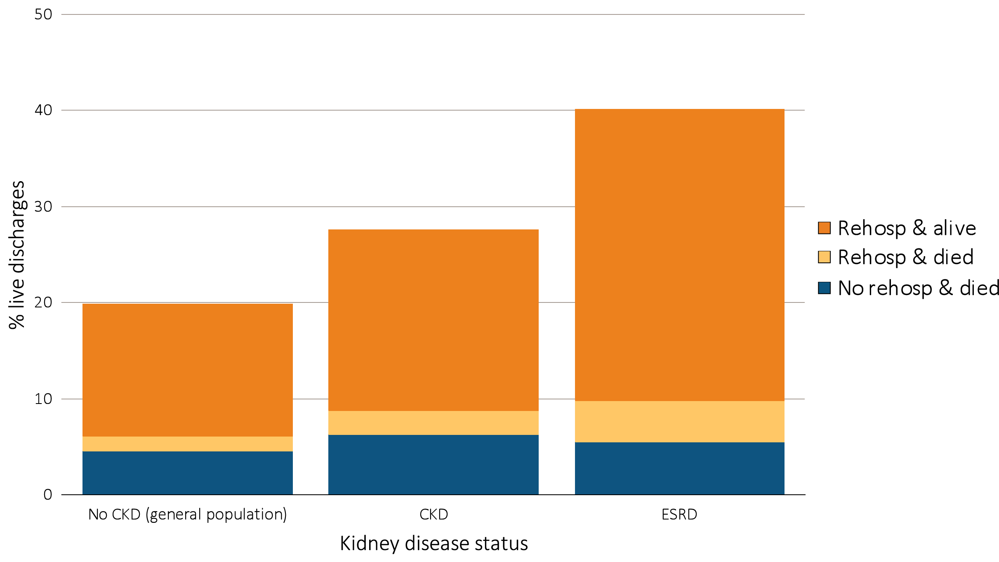 50
40
30
20
10
0
% live discharges
No CKD (general population)
CKD
ESRD
Kidney disease status
Rehosp & alive
Rehosp & died
No rehosp & died